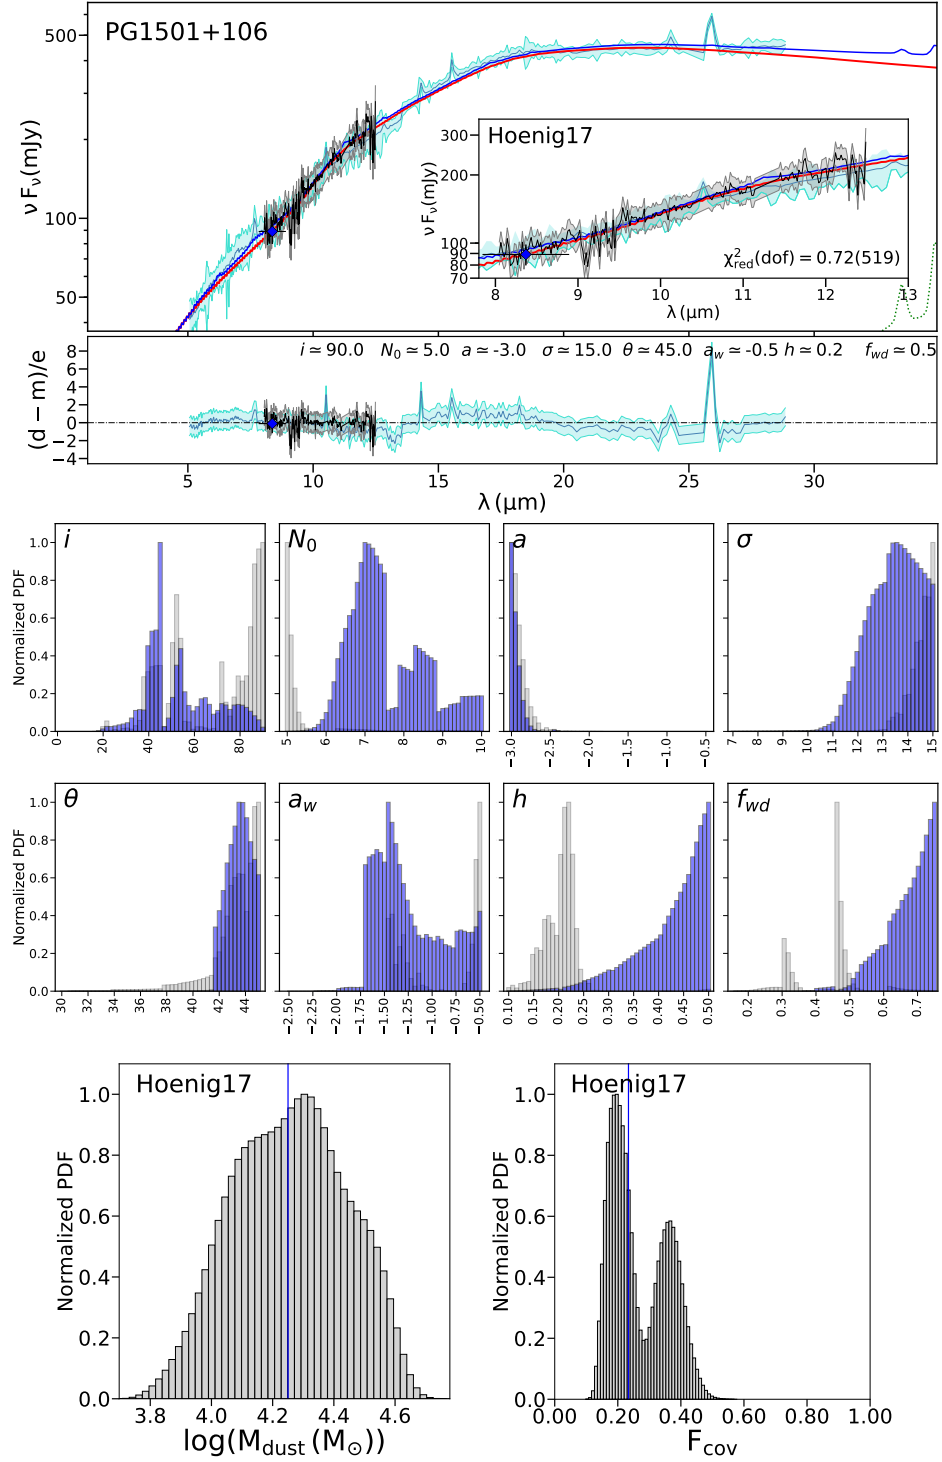 PG1501+106
500
100
50
ν Fν(mJy)
Hoenig17
300
200
100
90
80
70
ν Fν(mJy)
χ²red(dof) = 0.72(519)
8 9 10 11 12 13
λ (μm)
i ≃ 90.0 N0 ≃ 5.0 a ≃ -3.0 σ ≃ 15.0 θ ≃ 45.0 aw ≃ -0.5 h ≃ 0.2 fwd ≃ 0.5
8
6
4
2
0
−2
−4
(d − m)/e
5 10 15 20 25 30
λ (μm)
i N0 a σ
Normalized PDF
1.0
0.8
0.6
0.4
0.2
0.0
0 20 40 60 80
5 6 7 8 9 10
−3.0 −2.5 −2.0 −1.5 −1.0 −0.5
7 8 9 10 11 12 13 14 15
θ aw h fwd
Normalized PDF
1.0
0.8
0.6
0.4
0.2
0.0
30 32 34 36 38 40 42 44
−2.50 −2.25 −2.00 −1.75 −1.50 −1.25 −1.00 −0.75 −0.50
0.10 0.15 0.20 0.25 0.30 0.35 0.40 0.45 0.50
0.2 0.3 0.4 0.5 0.6 0.7
Hoenig17
Normalized PDF
1.0
0.8
0.6
0.4
0.2
0.0
3.8 4.0 4.2 4.4 4.6
log(Mdust (M⊙))
Hoenig17
Normalized PDF
1.0
0.8
0.6
0.4
0.2
0.0
0.00 0.20 0.40 0.60 0.80 1.00
Fcov